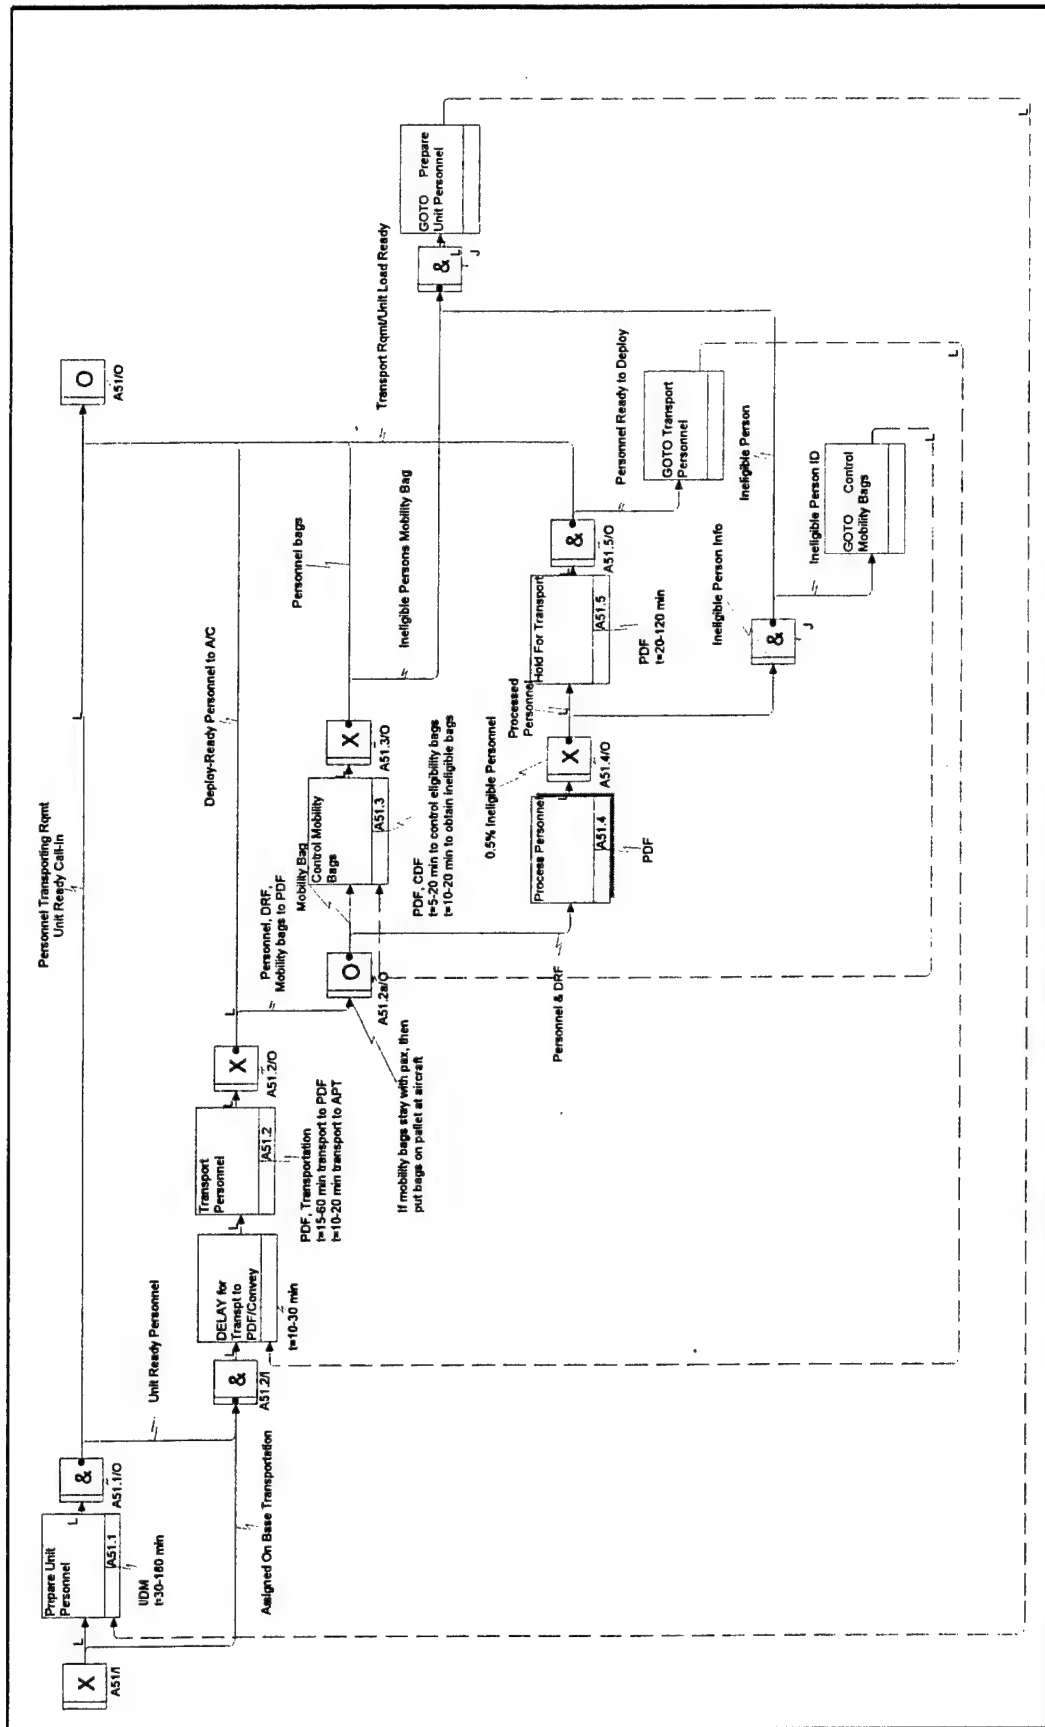 X
A51/I
Prepare Unit
Personnel
A51.1
UDM
t=30-180 min
&
A51.1/O
Personnel Transporting Rqmt
Unit Ready Call-In
L
O
A51/O
Unit Ready Personnel
Assigned On Base Transportation
&
A51.2/I
DELAY for
Transpt to
PDF/Convey
t=10-30 min
Transport
Personnel
A51.2
PDF, Transportation
t=15-60 min transport to PDF
t=10-20 min transport to APT
X
A51.2/O
Deploy-Ready Personnel to A/C
Personnel, DRF,
Mobility bags to PDF
O
A51.2a/O
If mobility bags stay with pax, then
put bags on pallet at aircraft
Mobility Bag
Control Mobility
Bags
A51.3
PDF, CDF
t=5-20 min to control eligibility bags
t=10-20 min to obtain ineligible bags
X
A51.3/O
Personnel bags
Ineligible Persons Mobility Bag
Transport Rqmt/Unit Load Ready
&
J
GOTO Prepare
Unit Personnel
Personnel & DRF
Process Personnel
A51.4
PDF
0.5% Ineligible Personnel
X
A51.4/O
Processed
Personnel
Hold For Transport
A51.5
PDF
t=20-120 min
&
A51.5/O
Personnel Ready to Deploy
GOTO Transport
Personnel
Ineligible Person Info
&
J
Ineligible Person
Ineligible Person ID
GOTO Control
Mobility Bags
L
L
L